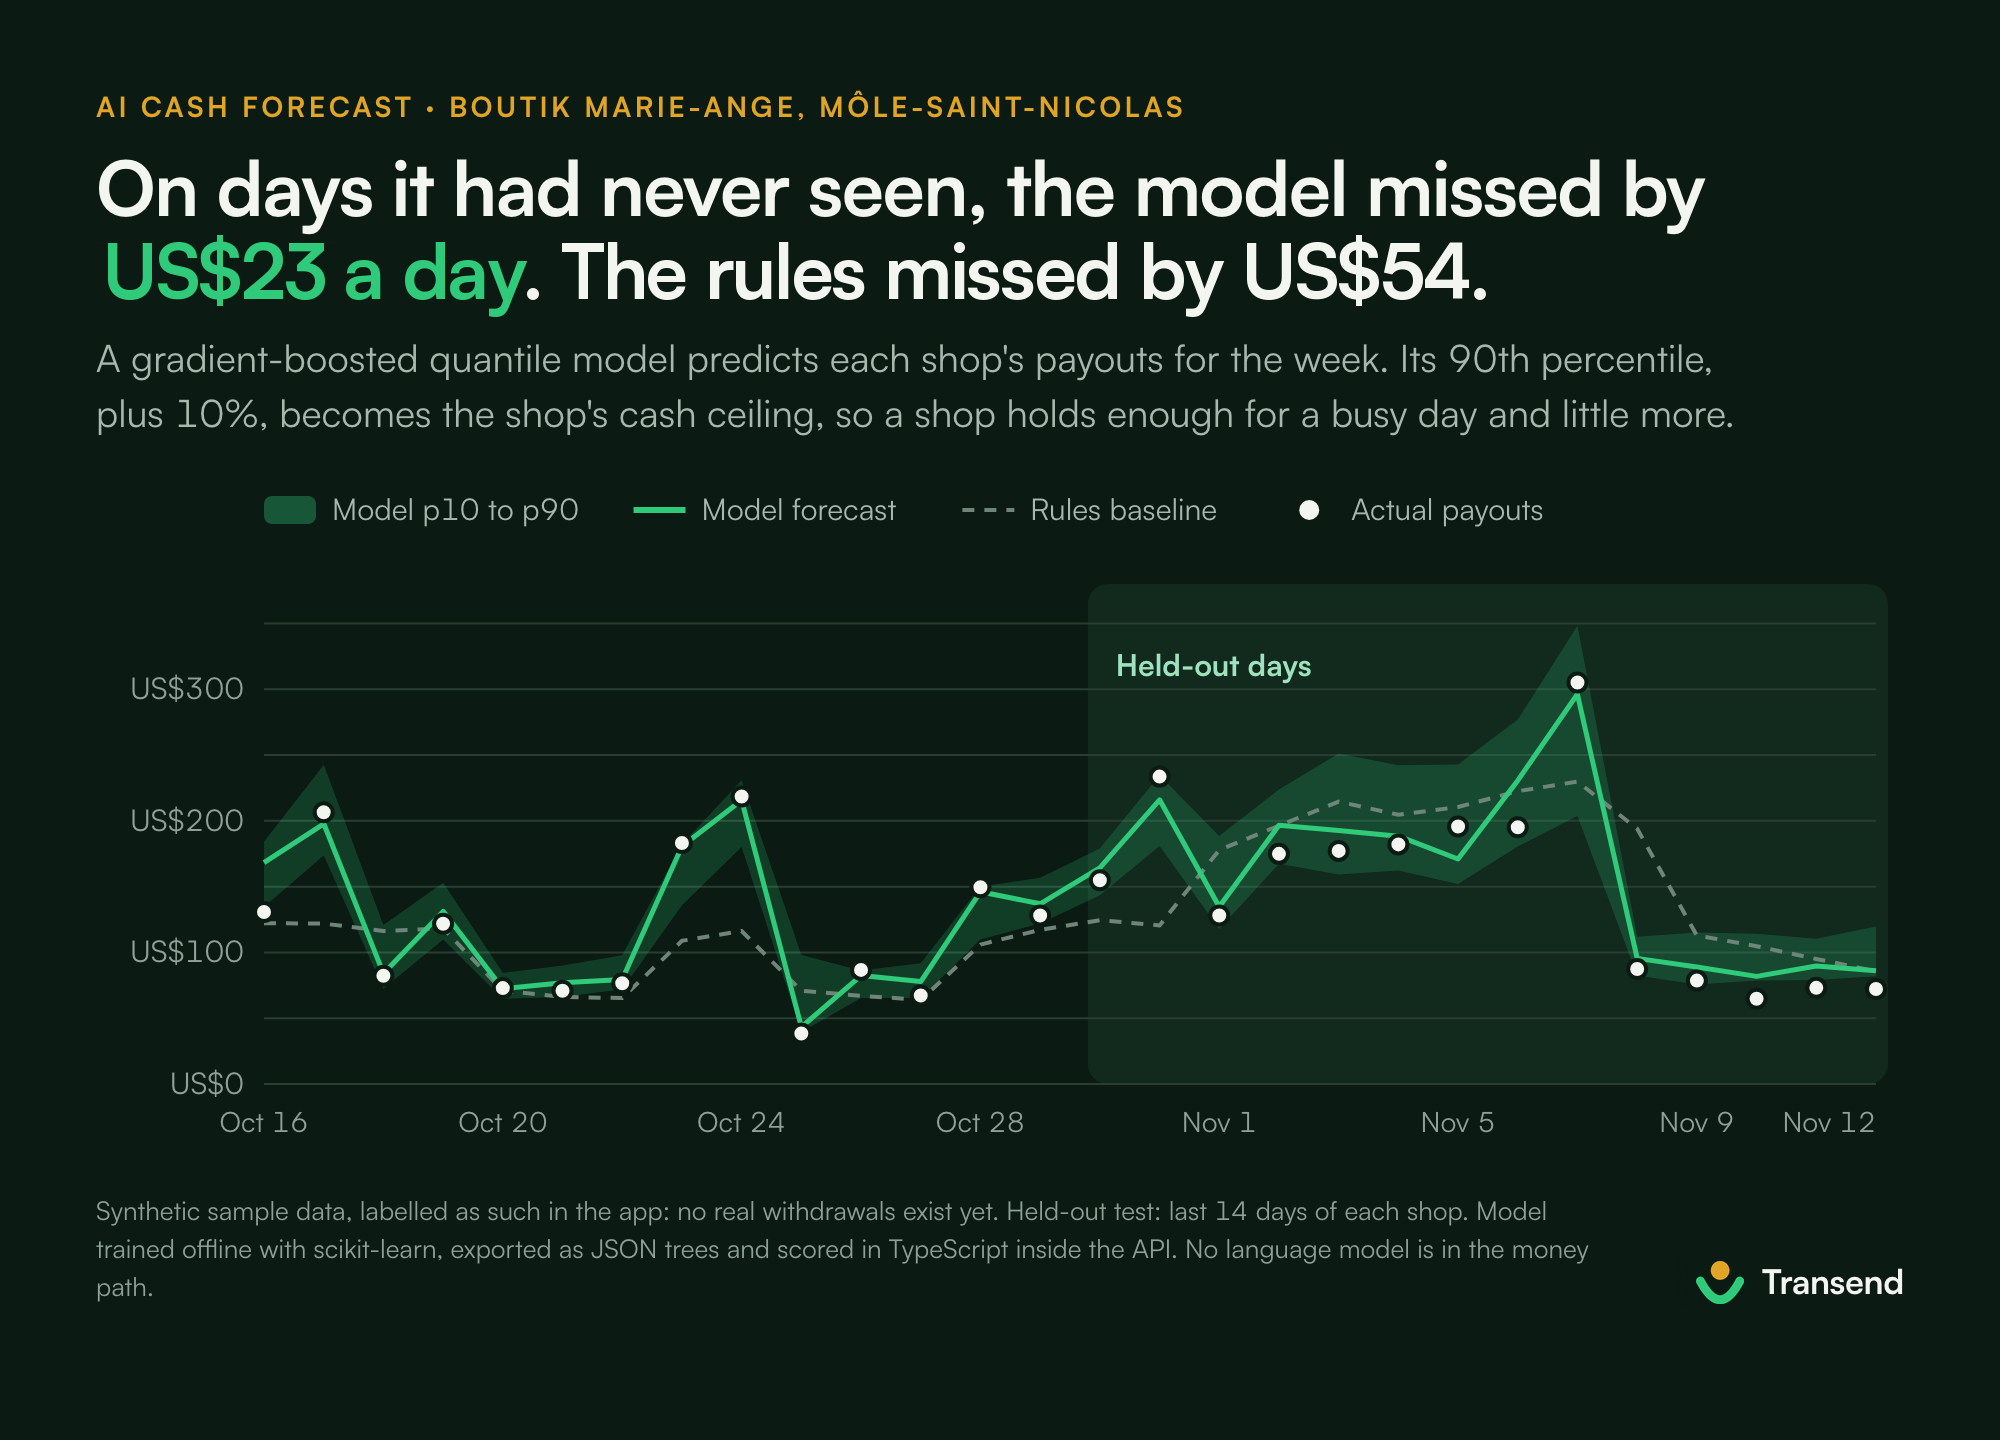 AI CASH FORECAST · BOUTIK MARIE-ANGE, MÔLE-SAINT-NICOLAS
On days it had never seen, the model missed by
US$23 a day. The rules missed by US$54.
A gradient-boosted quantile model predicts each shop's payouts for the week. Its 90th percentile,
plus 10%, becomes the shop's cash ceiling, so a shop holds enough for a busy day and little more.
Model p10 to p90 Model forecast Rules baseline Actual payouts
Held-out days
US$300
US$200
US$100
US$0
Oct 16 Oct 20 Oct 24 Oct 28 Nov 1 Nov 5 Nov 9 Nov 12
Synthetic sample data, labelled as such in the app: no real withdrawals exist yet. Held-out test: last 14 days of each shop. Model
trained offline with scikit-learn, exported as JSON trees and scored in TypeScript inside the API. No language model is in the money
path.
Transend